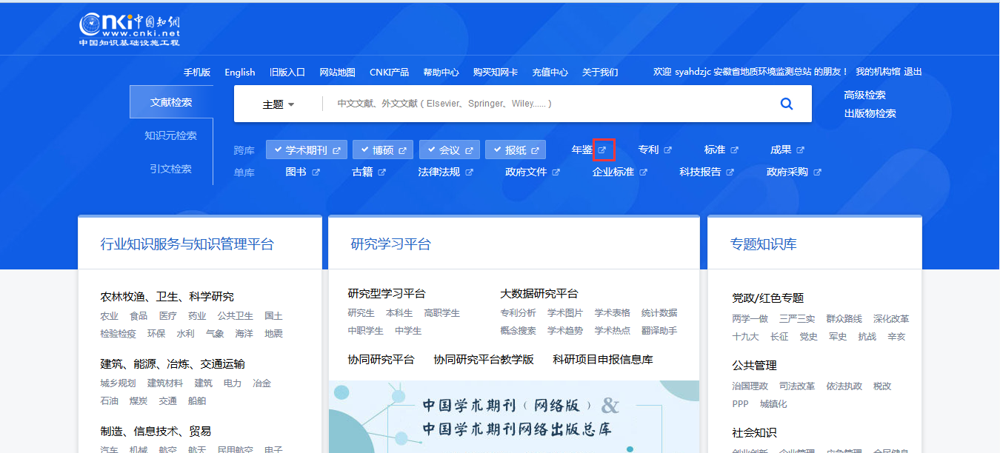 cnki中国知网
www.cnki.net
中国知识基础设施工程
手机版 English 旧版入口 网站地图 CNKI产品 帮助中心 购买知网卡 充值中心 关于我们 欢迎 syahdzjc 安徽省地质环境监测总站 的朋友！ 我的机构馆 退出
文献检索 主题 中文文献、外文文献（Elsevier、Springer、Wiley......） 高级检索
出版物检索
知识元检索
引文检索
跨库 学术期刊 博硕 会议 报纸 年鉴 专利 标准 成果
单库 图书 古籍 法律法规 政府文件 企业标准 科技报告 政府采购
行业知识服务与知识管理平台
农林牧渔、卫生、科学研究
农业 食品 医疗 药业 公共卫生 国土
检验检疫 环保 水利 气象 海洋 地震
建筑、能源、冶炼、交通运输
城乡规划 建筑材料 建筑 电力 冶金
石油 煤炭 交通 船舶
制造、信息技术、贸易
汽车 机械 航空 航天 民用航空 电子
研究学习平台
研究型学习平台
研究生 本科生 高职学生
中职学生 中学生
大数据研究平台
专利分析 学术图片 学术表格 统计数据
概念搜索 学术趋势 学术热点 翻译助手
协同研究平台 协同研究平台教学版 科研项目申报信息库
中国学术期刊（网络版）&
中国学术期刊网络出版总库
专题知识库
党政/红色专题
两学一做 三严三实 群众路线 深化改革
十九大 长征 党史 军史 抗战 辛亥
公共管理
治国理政 司法改革 依法执政 税改
PPP 城镇化
社会知识
创业创新 企业管理 应急管理 全民健身